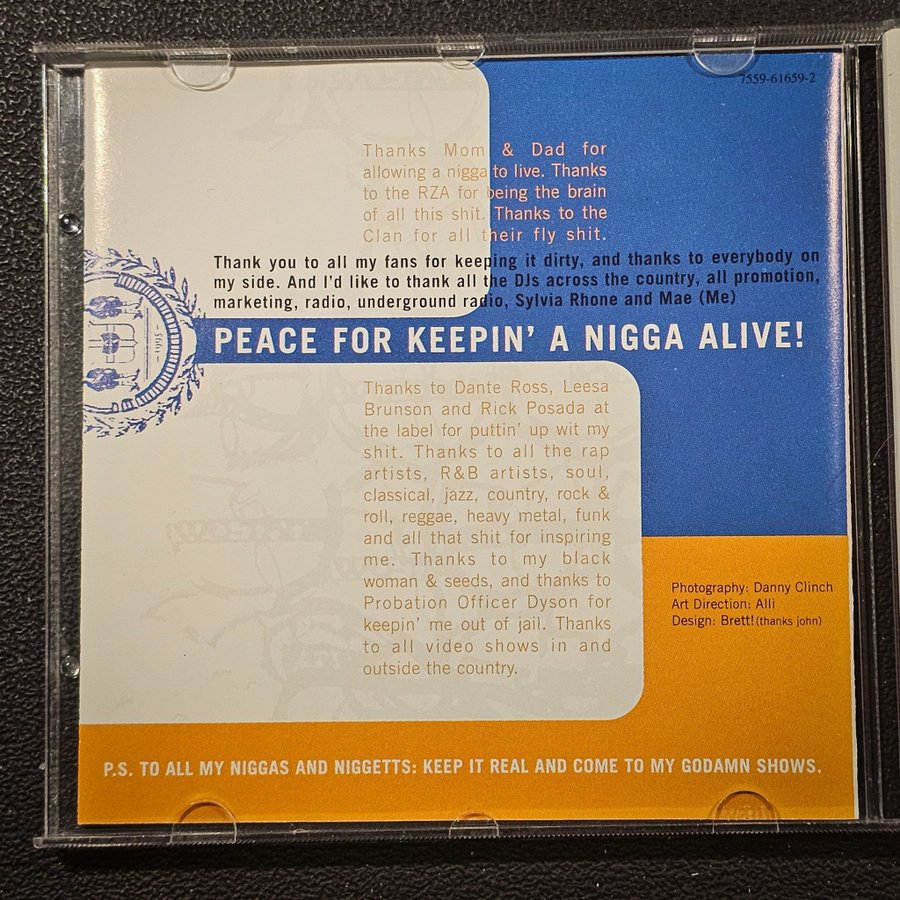 7559-61659-2
Thanks Mom & Dad for
allowing a nigga to live. Thanks
to the RZA for being the brain
of all this shit. Thanks to the
Clan for all their fly shit.
Thank you to all my fans for keeping it dirty, and thanks to everybody on
my side. And I'd like to thank all the DJs across the country, all promotion,
marketing, radio, underground radio, Sylvia Rhone and Mae (Me)
PEACE FOR KEEPIN' A NIGGA ALIVE!
1995
Thanks to Dante Ross, Leesa
Brunson and Rick Posada at
the label for puttin' up wit my
shit. Thanks to all the rap
artists, R&B artists, soul,
classical, jazz, country, rock &
roll, reggae, heavy metal, funk
and all that shit for inspiring
me. Thanks to my black
woman & seeds, and thanks to
Probation Officer Dyson for
keepin' me out of jail. Thanks
to all video shows in and
outside the country.
Photography: Danny Clinch
Art Direction: Alli
Design: Brett! (thanks john)
P.S. TO ALL MY NIGGAS AND NIGGETTS: KEEP IT REAL AND COME TO MY GODAMN SHOWS.